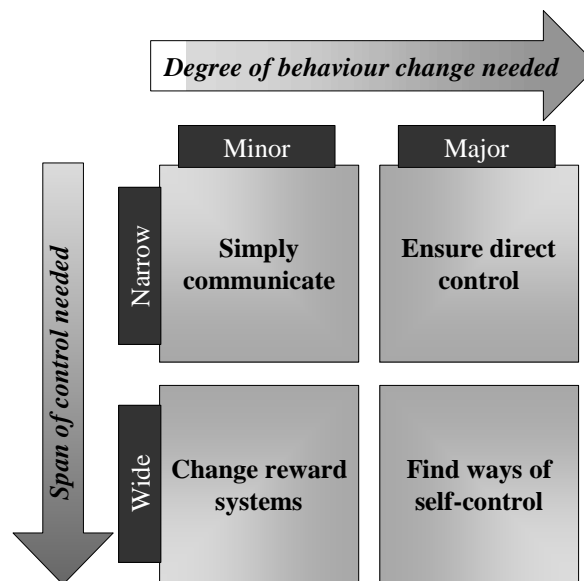 Degree of behaviour change needed
Minor
Major
Span of control needed
Narrow
Simply
communicate
Ensure direct
control
Wide
Change reward
systems
Find ways of
self-control